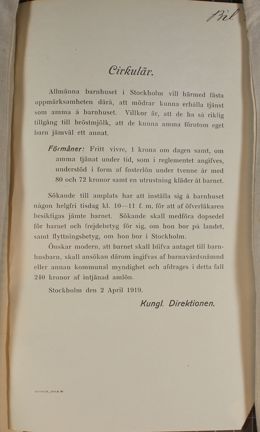 Bel
Cirkulär.
Allmänna barnhuset i Stockholm vill härmed fästa
uppmärksamheten därå, att mödrar kunna erhålla tjänst
som amma å barnhuset. Villkor är, att de ha så riklig
tillgång till bröstmjölk, att de kunna amma förutom eget
barn jämväl ett annat.
Förmåner: Fritt vivre, 1 krona om dagen samt, om
amma tjänat under tid, som i reglementet angifves,
understöd i form af fosterlön under tvenne år med
80 och 72 kronor samt en utredning kläder åt barnet.
Sökande till amplats har att inställa sig å barnhuset
någon helgfri tisdag kl. 10—11 f. m. för att af öfverläkaren
besiktigas jämte barnet. Sökande skall medföra dopsedel
för barnet och frejdebetyg för sig, om hon bor på landet,
samt flyttningsbetyg, om hon bor i Stockholm.
Önskar modern, att barnet skall blifva antaget till barn-
husbarn, skall ansökan därom ingifvas af barnavårdsnämnd
eller annan kommunal myndighet och afdrages i detta fall
240 kronor af intjänad amlön.
Stockholm den 2 April 1919.
Kungl. Direktionen.